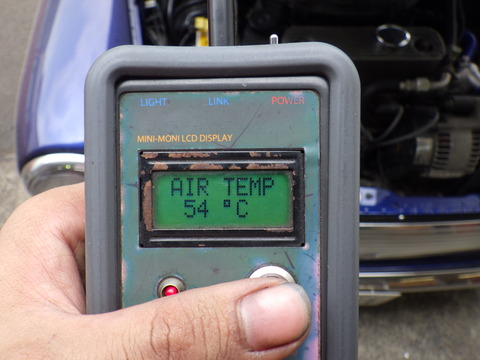 LIGHT LINK POWER
MINI-MONI LCD DISPLAY
AIR TEMP
54 °C